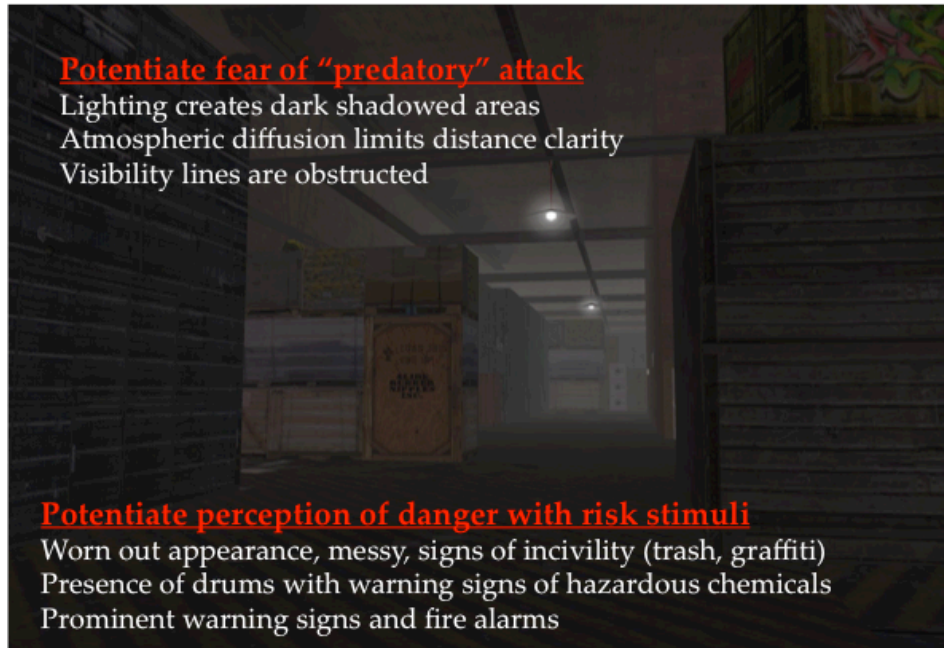 Potentiate fear of “predatory” attack
Lighting creates dark shadowed areas
Atmospheric diffusion limits distance clarity
Visibility lines are obstructed
Potentiate perception of danger with risk stimuli
Worn out appearance, messy, signs of incivility (trash, graffiti)
Presence of drums with warning signs of hazardous chemicals
Prominent warning signs and fire alarms